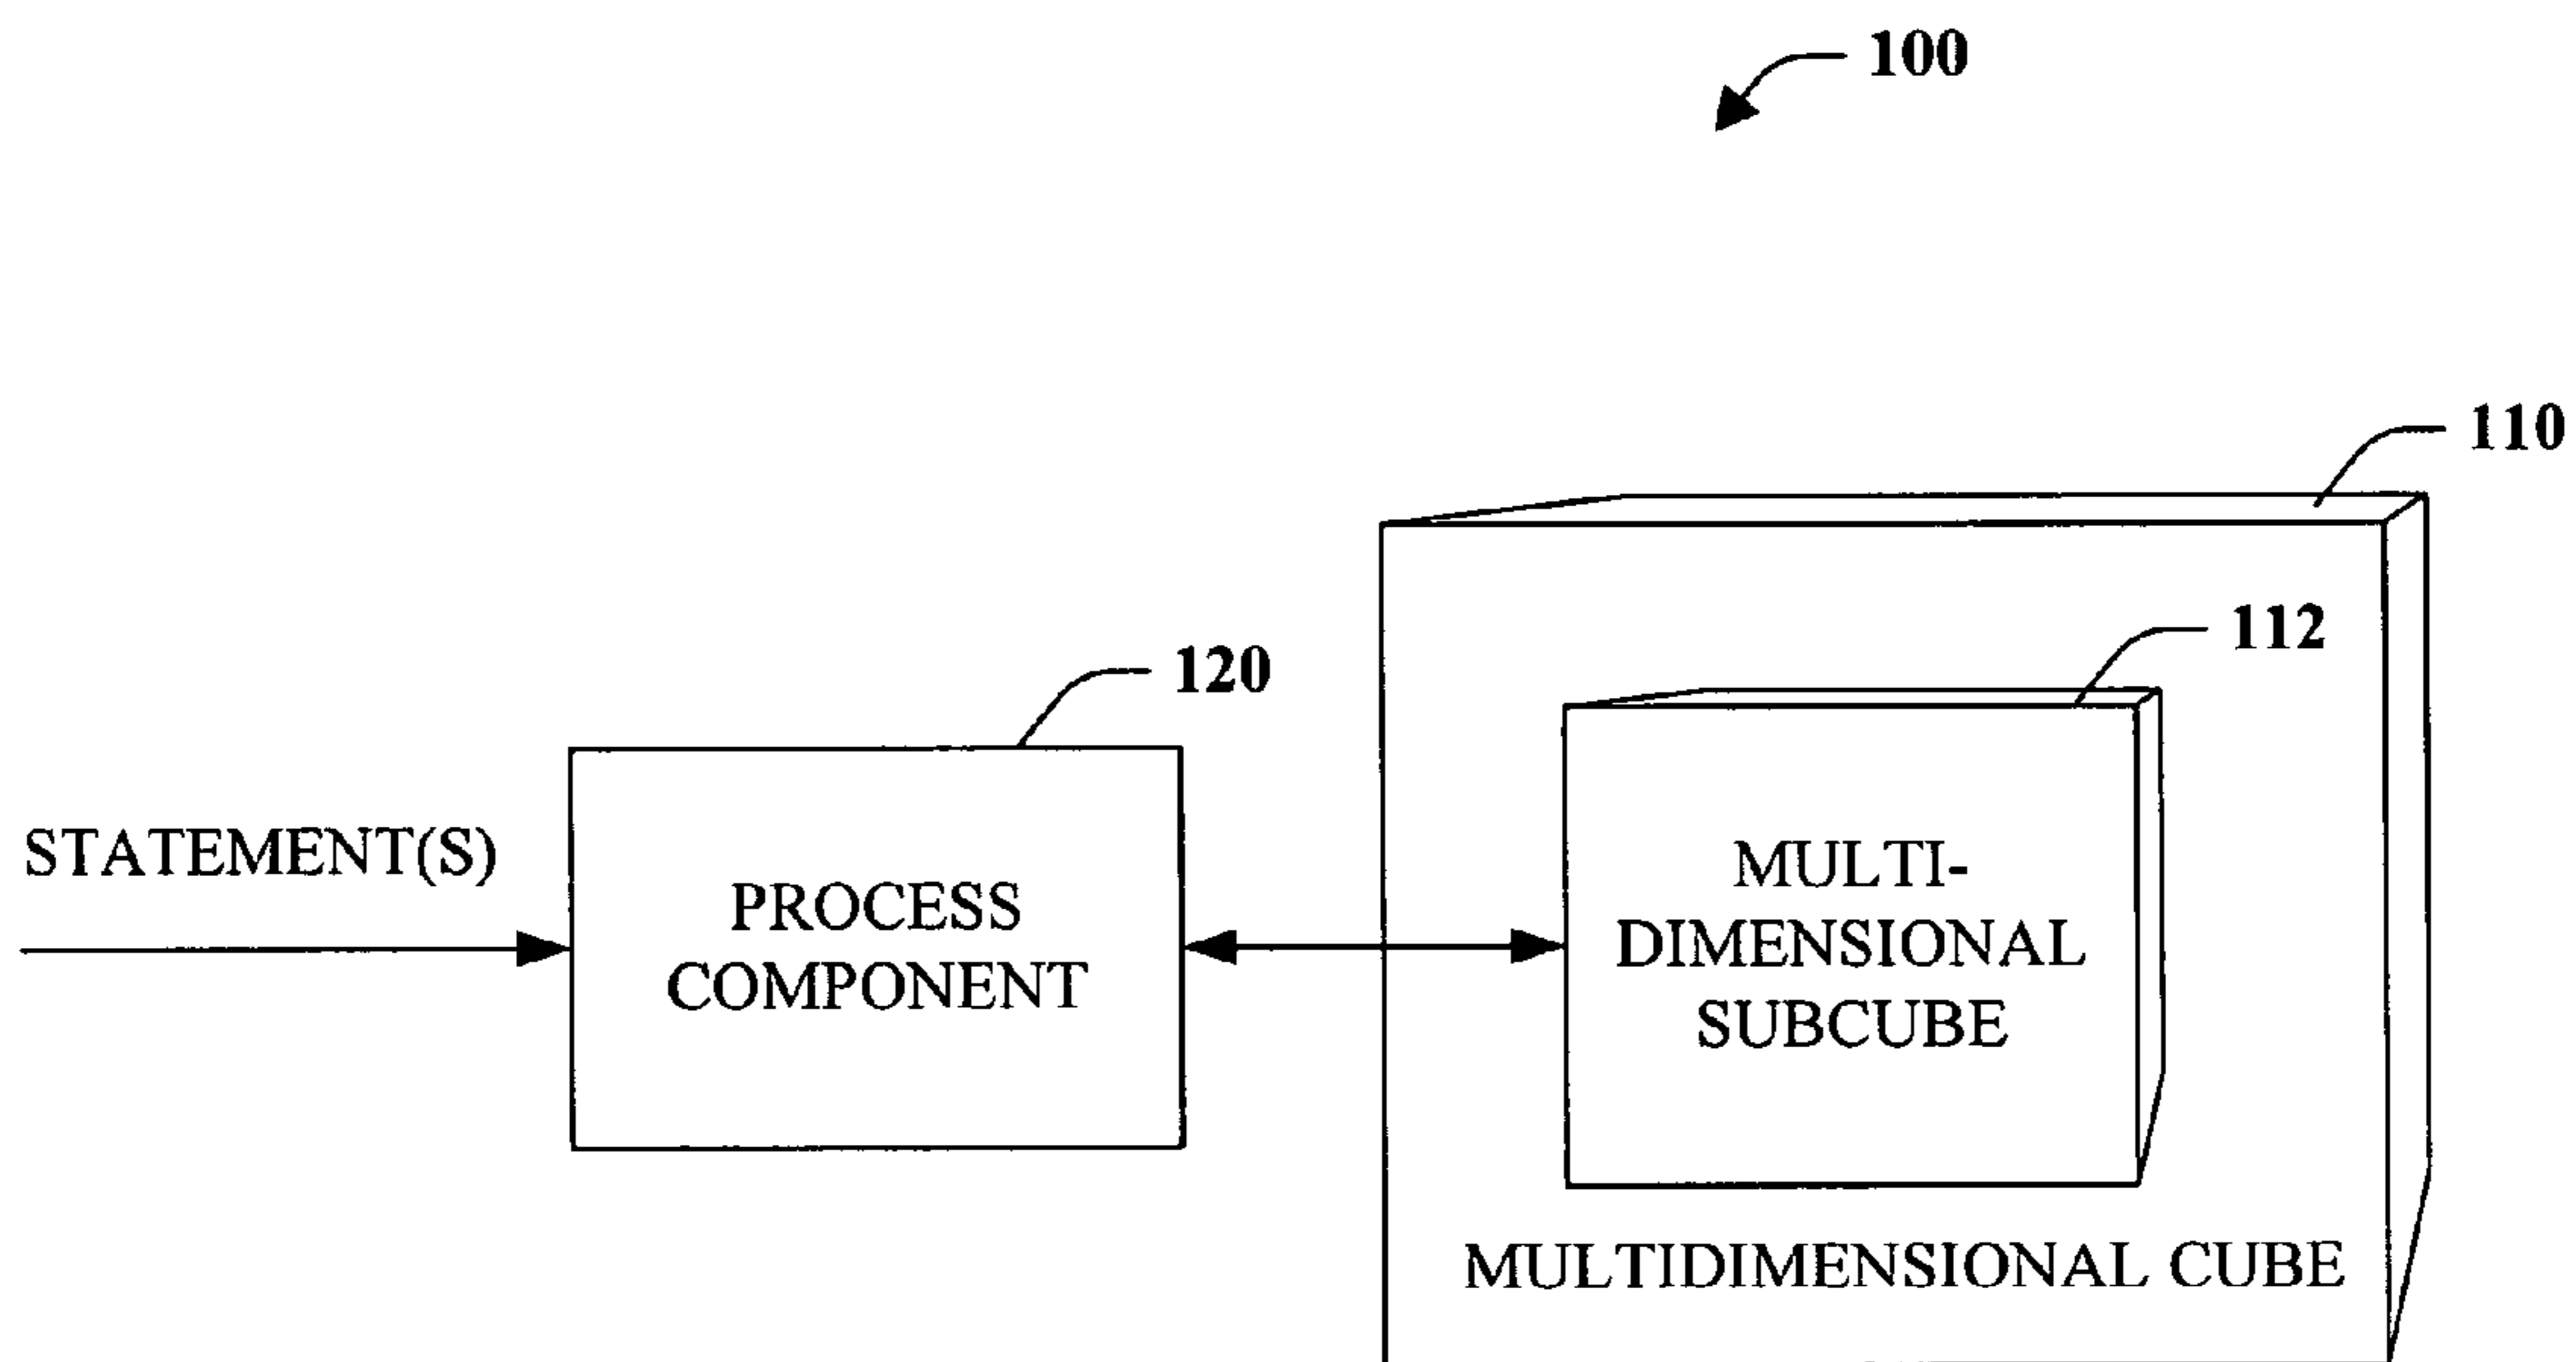 100
110
112
120
STATEMENT(S)
PROCESS
COMPONENT
MULTI-
DIMENSIONAL
SUBCUBE
MULTIDIMENSIONAL CUBE